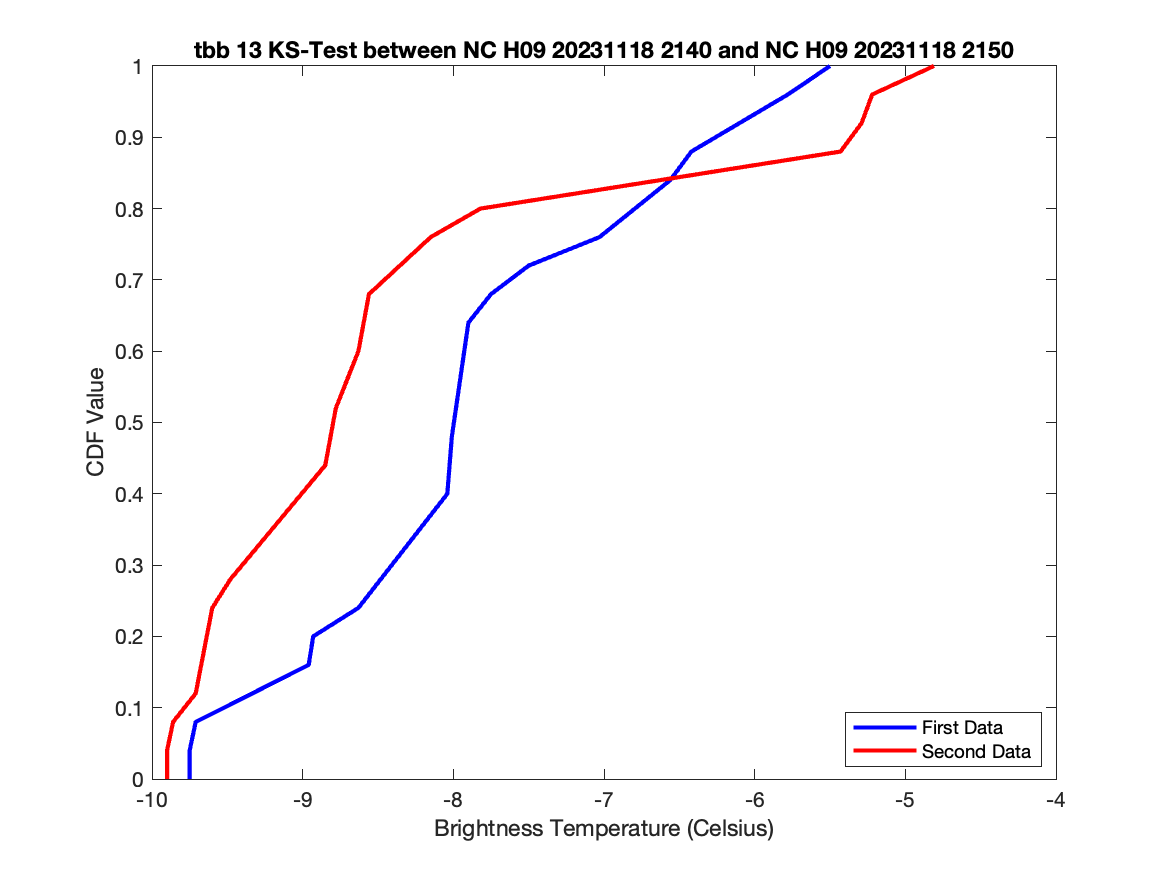 tbb 13 KS-Test between NC H09 20231118 2140 and NC H09 20231118 2150
1
0.9
0.8
0.7
0.6
0.5
0.4
0.3
0.2
0.1
0
CDF Value
First Data
Second Data
-10 -9 -8 -7 -6 -5 -4
Brightness Temperature (Celsius)